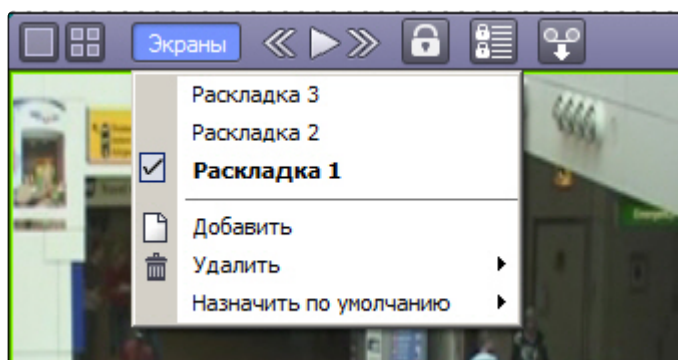 Экраны
Раскладка 3
Раскладка 2
Раскладка 1
Добавить
Удалить
Назначить по умолчанию